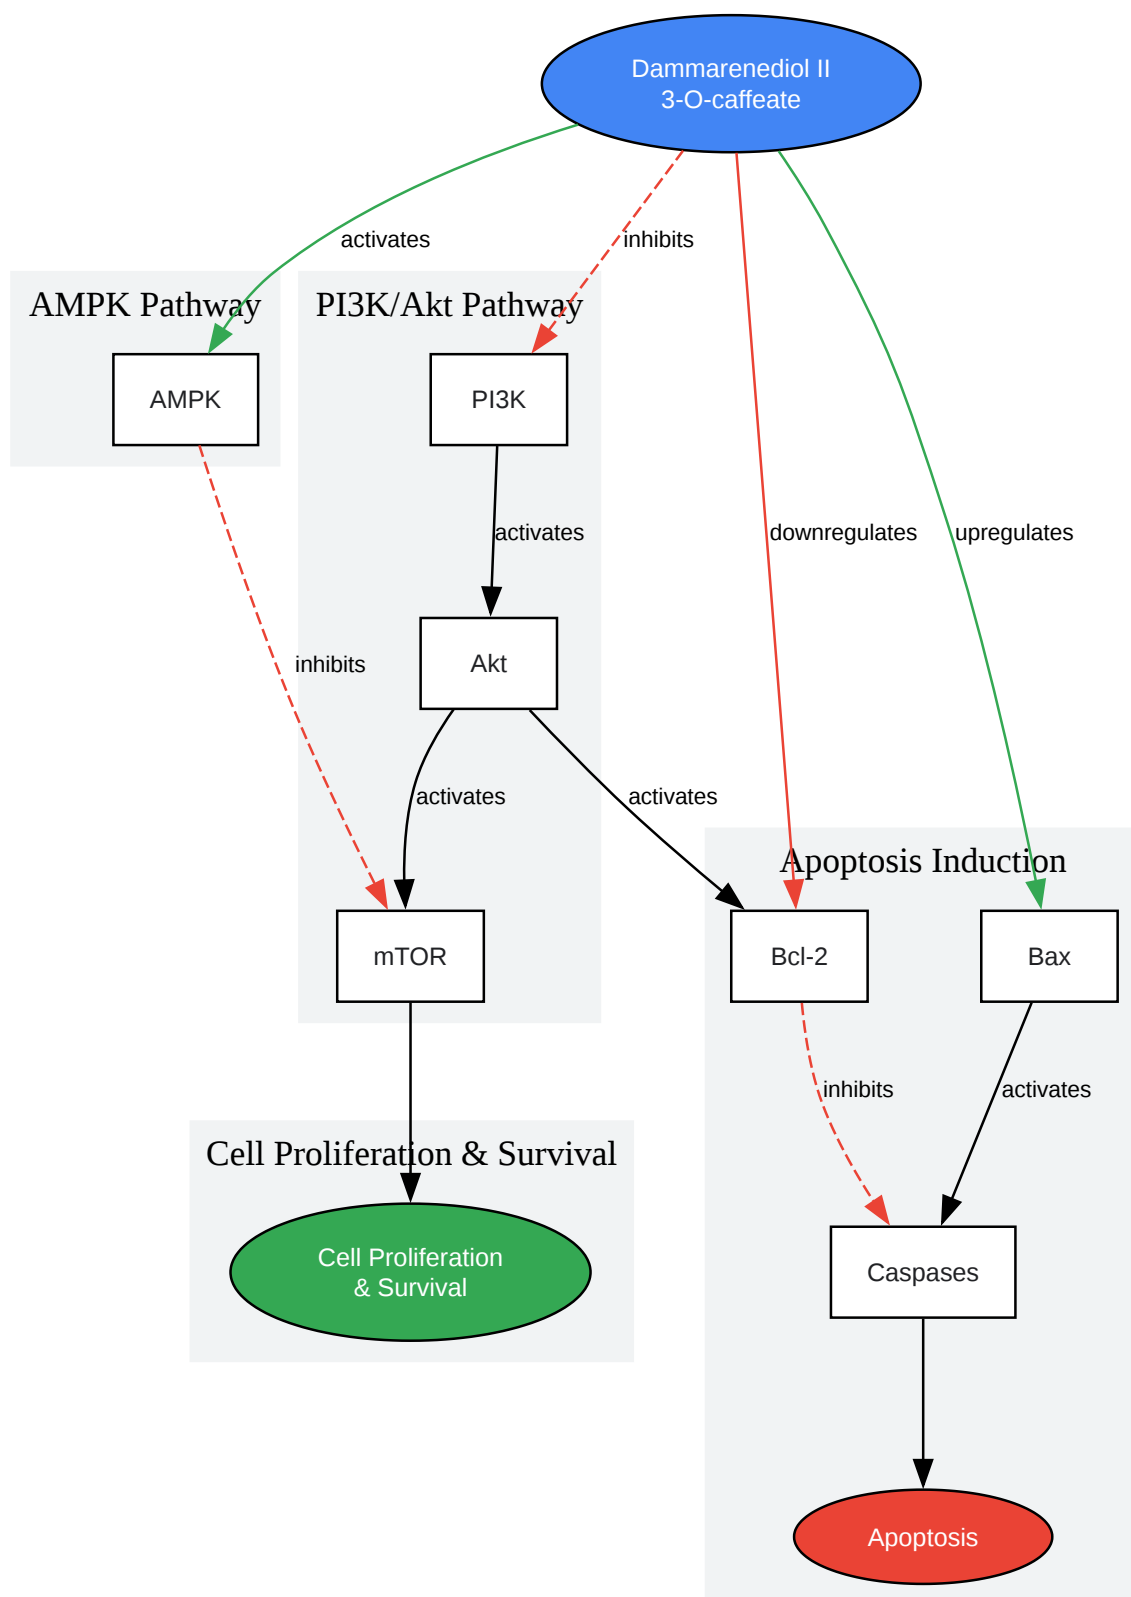 Dammarenediol II
3-O-caffeate
activates
inhibits
AMPK Pathway
PI3K/Akt Pathway
AMPK
PI3K
activates
downregulates
upregulates
inhibits
Akt
activates
activates
Apoptosis Induction
mTOR
Bcl-2
Bax
inhibits
activates
Cell Proliferation & Survival
Cell Proliferation
& Survival
Caspases
Apoptosis